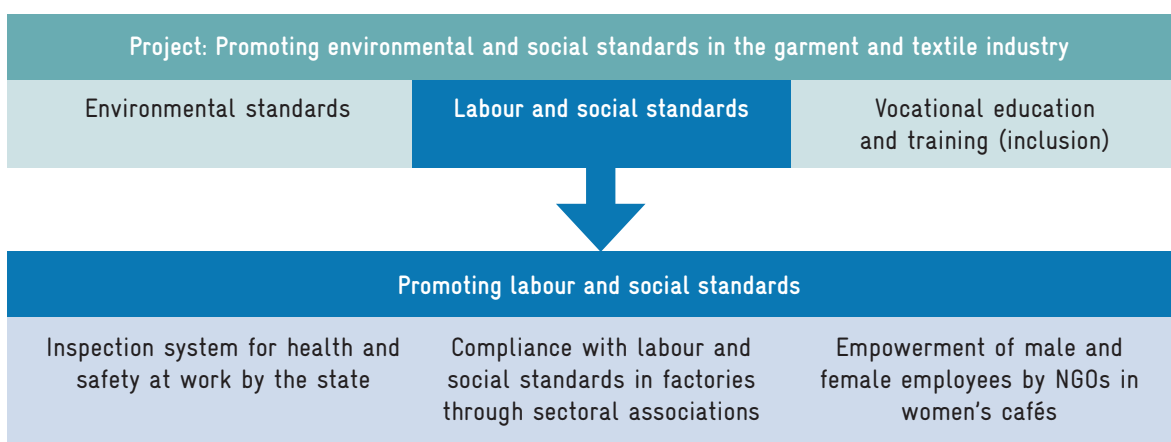 Project: Promoting environmental and social standards in the garment and textile industry
Environmental standards
Labour and social standards
Vocational education
and training (inclusion)
Promoting labour and social standards
Inspection system for health and
safety at work by the state
Compliance with labour and
social standards in factories
through sectoral associations
Empowerment of male and
female employees by NGOs in
women's cafés